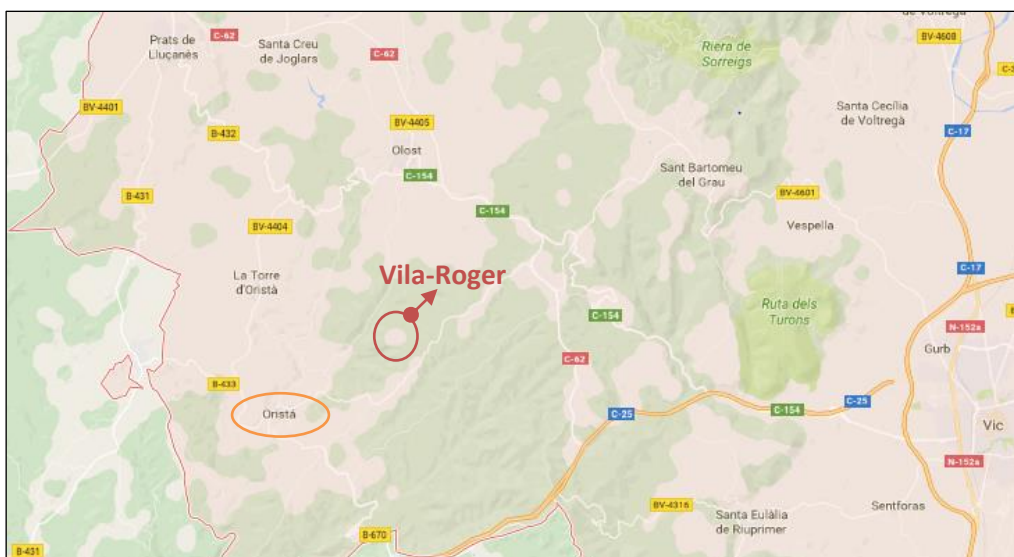 de Voltregà
BV-4608
C-62
Prats de
Lluçanès
Santa Creu
de Joglars
C-62
Riera de
Sorreigs
BV-4401
BV-4405
Santa Cecília
de Voltregà
B-432
Olost
C-17
C-154
Sant Bartomeu
del Grau
B-431
BV-4601
C-154
BV-4404
Vespella
La Torre
d'Oristà
Vila-Roger
C-17
Ruta dels
Turons
C-154
N-152a
Gurb
C-62
B-433
Oristà
C-25
C-154
C-25
Vic
N-152a
BV-4316
Santa Eulàlia
de Riuprimer
Sentforas
B-670
B-431